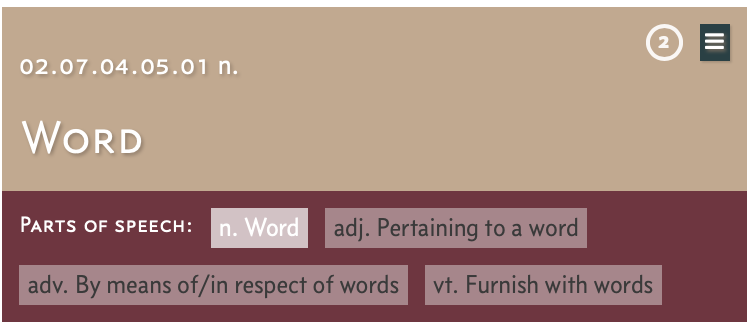 2
02.07.04.05.01 n.
Word
Parts of speech: n. Word adj. Pertaining to a word
adv. By means of/in respect of words vt. Furnish with words